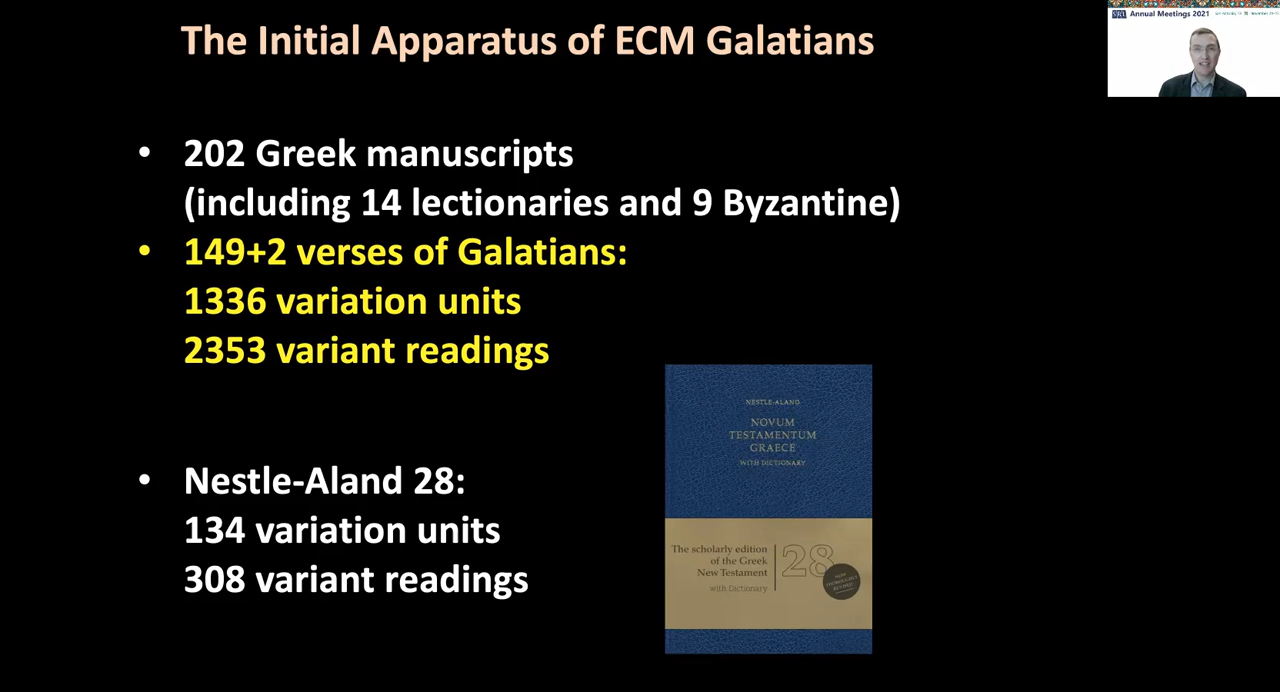 The Initial Apparatus of ECM Galatians
SBL Annual Meetings 2021
• 202 Greek manuscripts
(including 14 lectionaries and 9 Byzantine)
• 149+2 verses of Galatians:
1336 variation units
2353 variant readings
• Nestle-Aland 28:
134 variation units
308 variant readings
NESTLE-ALAND
NOVUM
TESTAMENTUM
GRAECE
WITH DICTIONARY
The scholarly edition
of the Greek
New Testament
with Dictionary
28